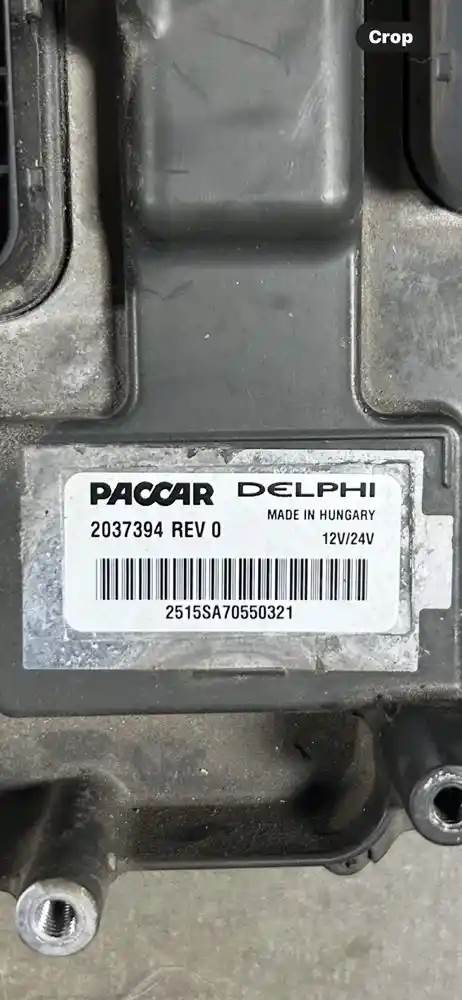 Crop
PACCAR DELPHI
MADE IN HUNGARY
2037394 REV 0
12V/24V
2515SA70550321